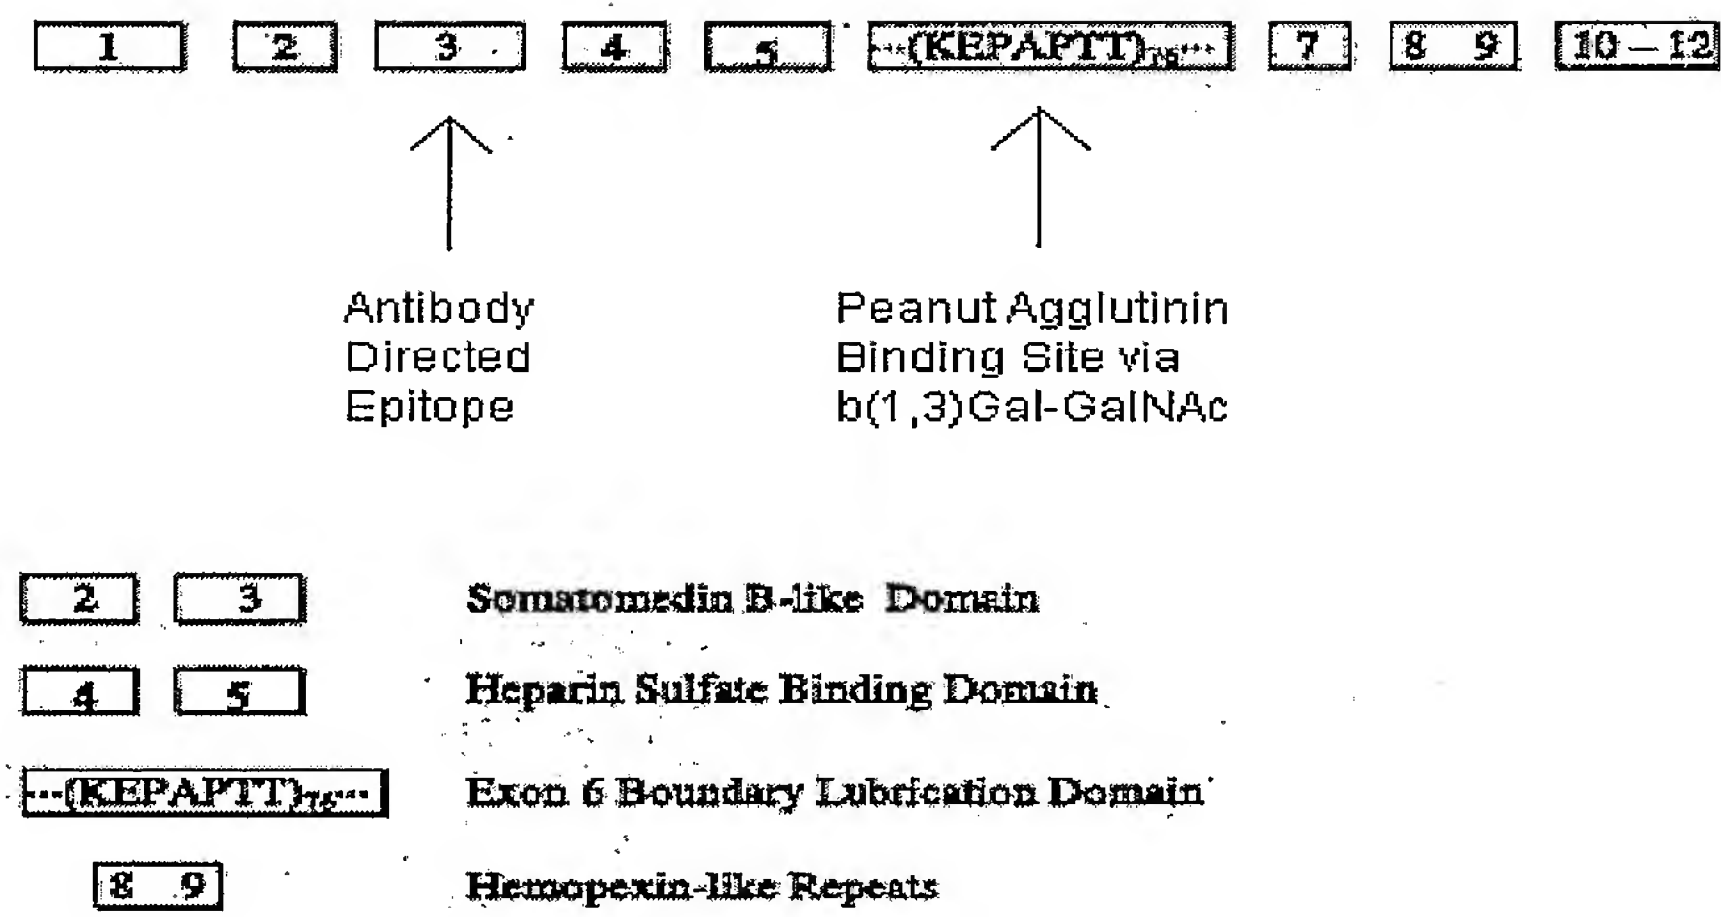 1 2 3 4 5 ---(KEPAPTT)76--- 7 8 9 10 – 12
Antibody
Directed
Epitope
Peanut Agglutinin
Binding Site via
b(1,3)Gal-GalNAc
2 3 Somatomedin B-like Domain
4 5 Heparin Sulfate Binding Domain
---(KEPAPTT)76--- Exon 6 Boundary Lubrication Domain
8 9 Hemopexin-like Repeats